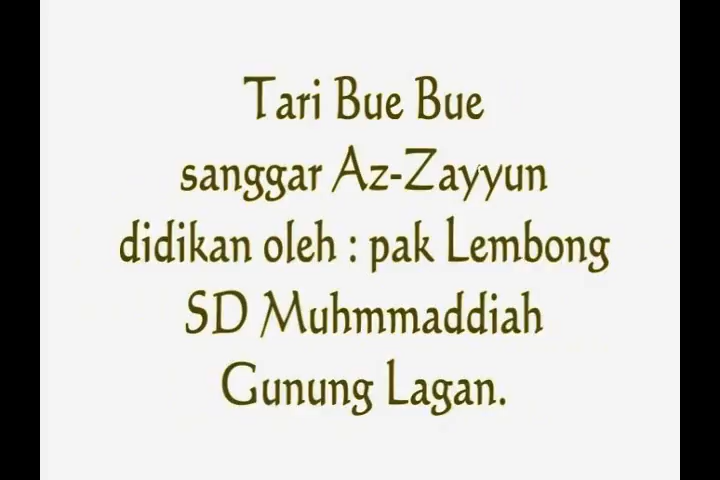 Tari Bue Bue
sanggar Az-Zayyun
didikan oleh : pak Lembong
SD Muhmmaddiah
Gunung Lagan.